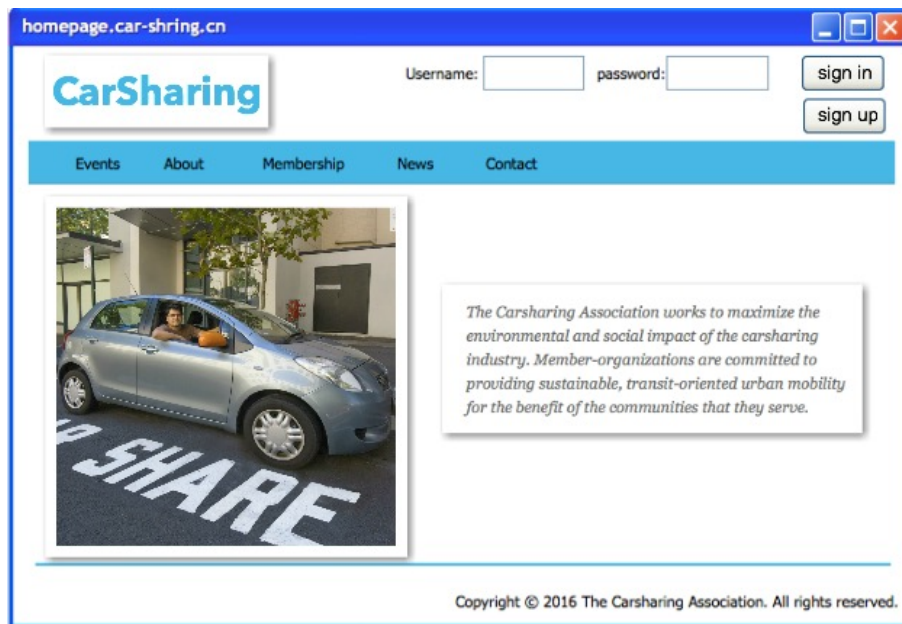 homepage.car-shring.cn
CarSharing
Username: password: sign in
sign up
Events About Membership News Contact
The Carsharing Association works to maximize the
environmental and social impact of the carsharing
industry. Member-organizations are committed to
providing sustainable, transit-oriented urban mobility
for the benefit of the communities that they serve.
SHARE
Copyright © 2016 The Carsharing Association. All rights reserved.